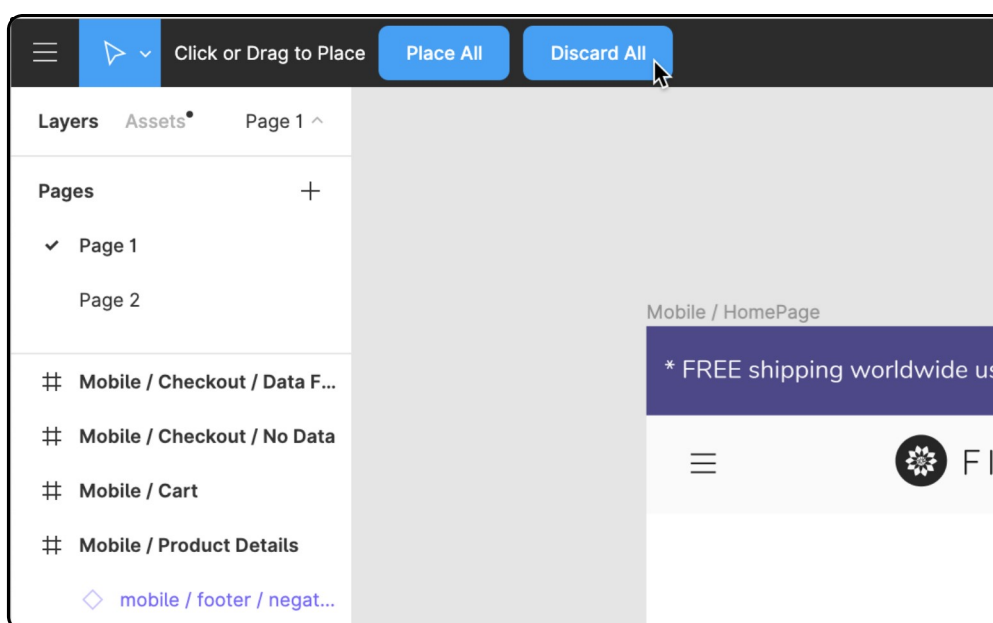 Click or Drag to Place Place All Discard All
Layers Assets Page 1
Pages
Page 1
Page 2
Mobile / HomePage
* FREE shipping worldwide us
Mobile / Checkout / Data F...
Mobile / Checkout / No Data
Mobile / Cart
Mobile / Product Details
mobile / footer / negat...